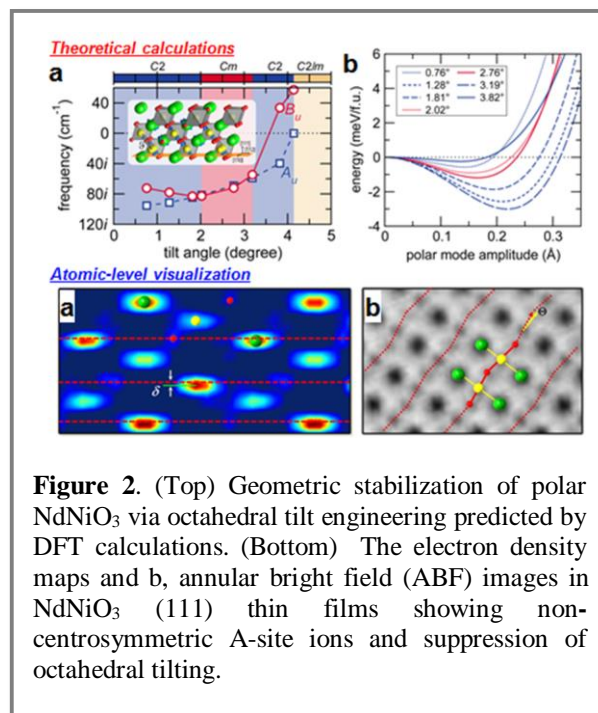 Theoretical calculations
a
C2 Cm C2 C2/m
frequency (cm⁻¹)
40
0
40i
80i
120i
Bu
Au
0 1 2 3 4 5
tilt angle (degree)
b
energy (meV/f.u.)
6
4
2
0
-2
-4
0.76° 2.76°
1.28° 3.19°
1.81° 3.82°
2.02°
0 0.1 0.2 0.3
polar mode amplitude (Å)
Atomic-level visualization
a
δ
b
Θ
Figure 2. (Top) Geometric stabilization of polar
NdNiO₃ via octahedral tilt engineering predicted by
DFT calculations. (Bottom) The electron density
maps and b, annular bright field (ABF) images in
NdNiO₃ (111) thin films showing non-
centrosymmetric A-site ions and suppression of
octahedral tilting.